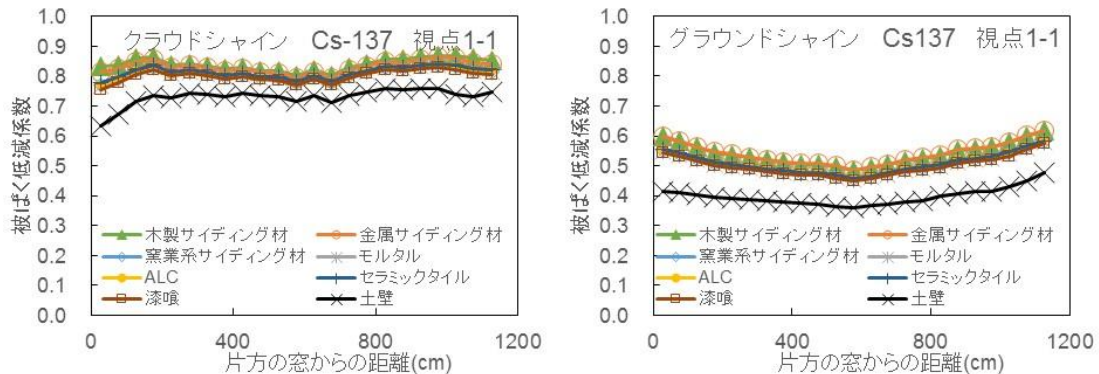 クラウドシャイン Cs-137 視点1-1
被ばく低減係数
1.0
0.9
0.8
0.7
0.6
0.5
0.4
0.3
0.2
0.1
0.0
木製サイディング材 金属サイディング材
窯業系サイディング材 モルタル
ALC セラミックタイル
漆喰 土壁
0 400 800 1200
片方の窓からの距離(cm)
グラウンドシャイン Cs137 視点1-1
被ばく低減係数
1.0
0.9
0.8
0.7
0.6
0.5
0.4
0.3
0.2
0.1
0.0
木製サイディング材 金属サイディング材
窯業系サイディング材 モルタル
ALC セラミックタイル
漆喰 土壁
0 400 800 1200
片方の窓からの距離(cm)